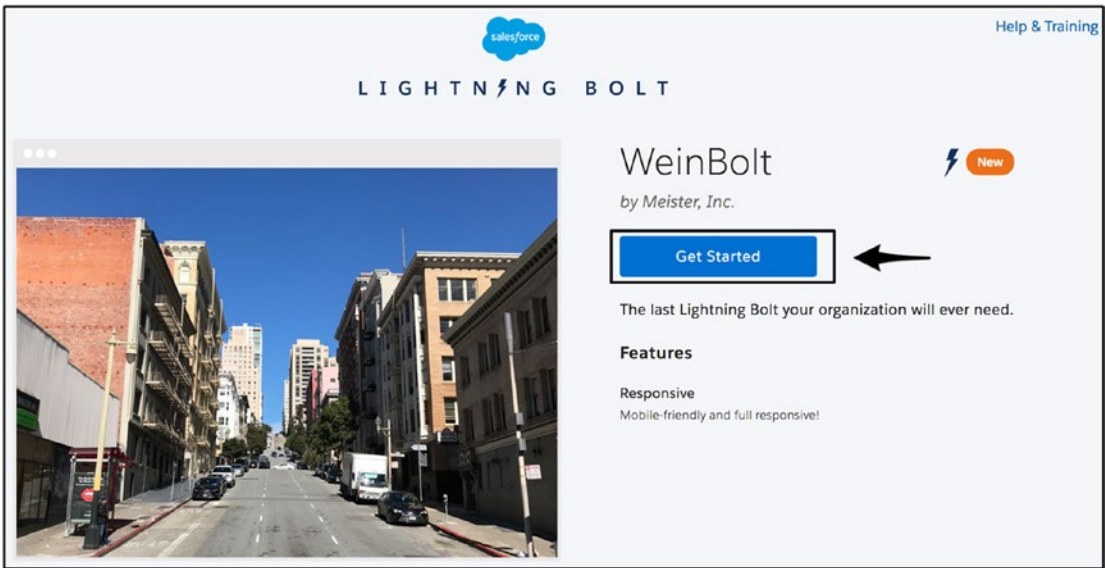 salesforce
Help & Training
LIGHTNING BOLT
WeinBolt
New
by Meister, Inc.
Get Started
The last Lightning Bolt your organization will ever need.
Features
Responsive
Mobile-friendly and full responsive!